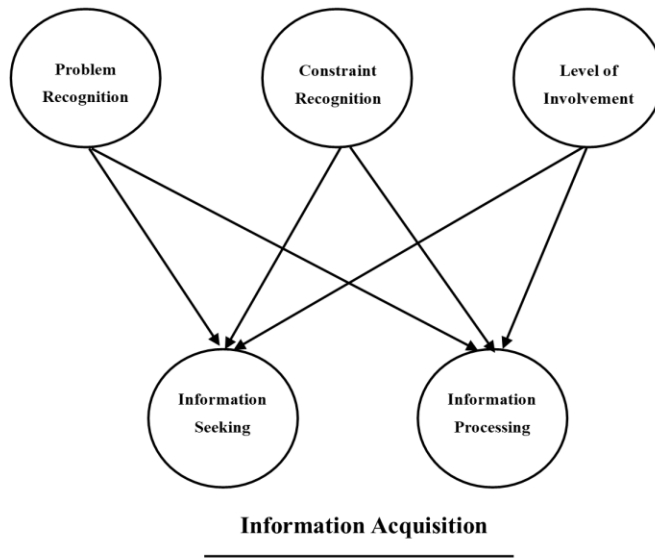 Problem
Recognition
Constraint
Recognition
Level of
Involvement
Information
Seeking
Information
Processing
Information Acquisition